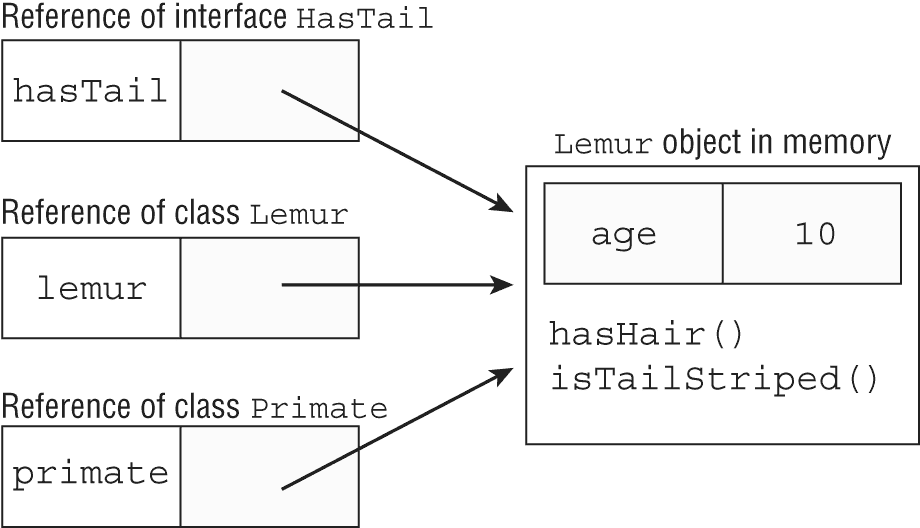 Reference of interface HasTail
hasTail
Lemur object in memory
age 10
Reference of class Lemur
lemur
hasHair()
isTailStriped()
Reference of class Primate
primate